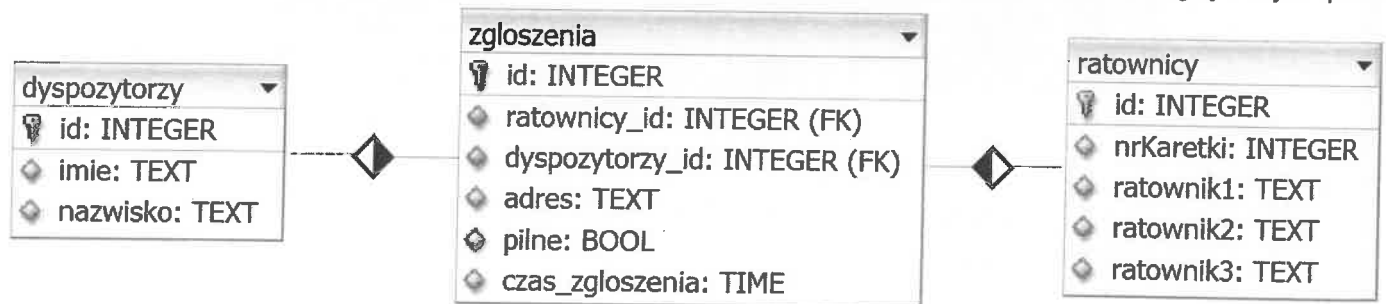 dyspozytorzy
id: INTEGER
imie: TEXT
nazwisko: TEXT
zgloszenia
id: INTEGER
ratownicy_id: INTEGER (FK)
dyspozytorzy_id: INTEGER (FK)
adres: TEXT
pilne: BOOL
czas_zgloszenia: TIME
ratownicy
id: INTEGER
nrKaretki: INTEGER
ratownik1: TEXT
ratownik2: TEXT
ratownik3: TEXT